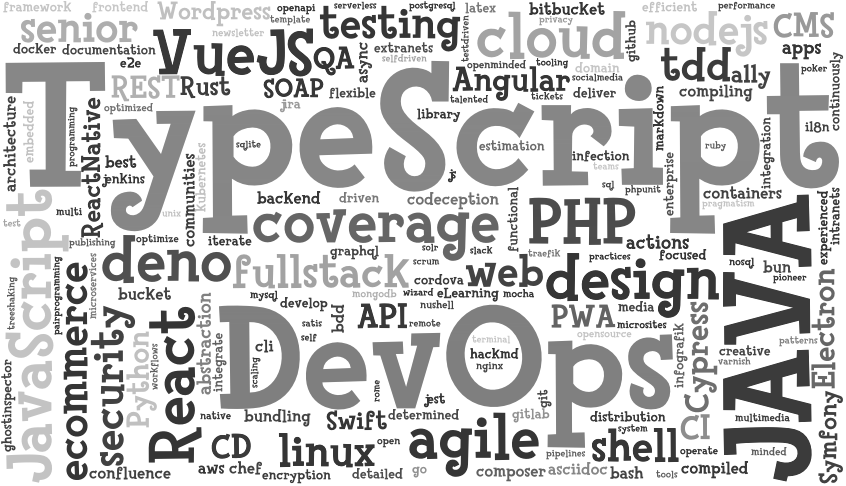 framework
frontend
Wordpress
openapi
serverless
postgresql
latex
bitbucket
efficient
performance
template
privacy
senior
newsletter
testing
github
nodejs
CMS
docker
documentation
VueJS
QA
extranets
testdriven
cloud
apps
e2e
async
selfdriven
openminded
tooling
domain
socialmedia
tdd
ally
poker
REST
Rust
SOAP
flexible
Angular
talented
tickets
deliver
compiling
continuously
optimized
jra
library
markdown
TypeScript
architecture
embedded
programming
ReactNative
best
jenkins
communities
kubernetes
sqlite
estimation
js
infection
teams
sql
phpunit
enterprise
ruby
integration
i18n
containers
pragmatism
experienced
intranets
test
multi
unix
backend
driven
codeception
functional
PHP
actions
publishing
optimize
iterate
coverage
graphql
solr
slack
traefik
practices
focused
JavaScript
deno
fullstack
scrum
cordova
web
design
nosql
bun
pioneer
treeshaking
pairprogramming
ecommerce
microservices
bucket
mysql
mongodb
wizard
eLearning
mocha
develop
nushell
media
JAVA
security
React
abstraction
integrate
satis
self
bdd
API
remote
PWA
microsites
opensource
Python
workflows
DevOps
cli
scaling
terminal
hackmd
nginx
infografik
Cypress
creative
varnish
patterns
Electron
Symfony
ghostinspector
rome
jest
git
native
bundling
Swift
determined
gitlab
distribution
CI
multimedia
CD
linux
open
agile
system
shell
operate
minded
pipelines
confluence
aws
chef
encryption
detailed
go
composer
asciidoc
bash
tools
compiled